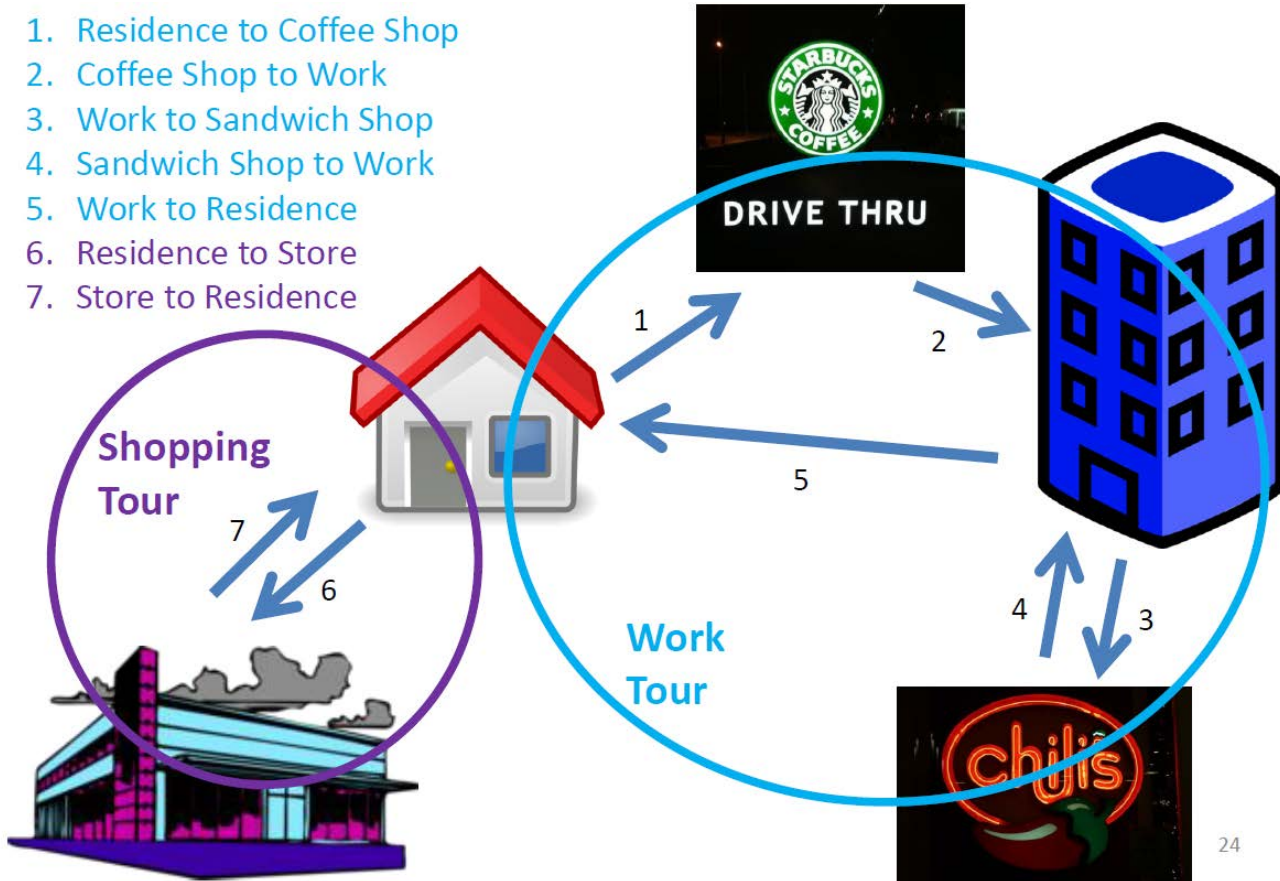 1. Residence to Coffee Shop
2. Coffee Shop to Work
3. Work to Sandwich Shop
4. Sandwich Shop to Work
5. Work to Residence
6. Residence to Store
7. Store to Residence
STARBUCKS
COFFEE
DRIVE THRU
1
2
Shopping
Tour
5
7
6
4
3
Work
Tour
chili's
24